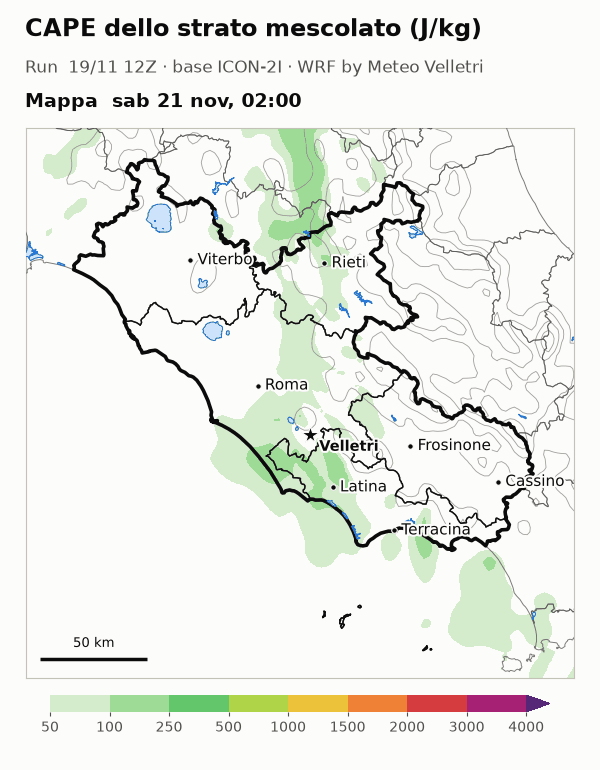 CAPE dello strato mescolato (J/kg)
Run  19/11 12Z · base ICON-2I · WRF by Meteo Velletri
Mappa  sab 21 nov, 02:00
Viterbo
Rieti
Roma
Velletri
Frosinone
Cassino
Latina
Terracina
50 km
50 100 250 500 1000 1500 2000 3000 4000